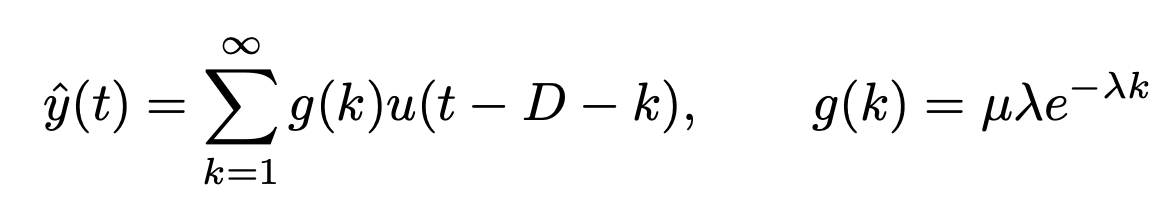 ŷ(t) = ∑_{k=1}^{∞} g(k)u(t − D − k),    g(k) = μλe^{−λk}